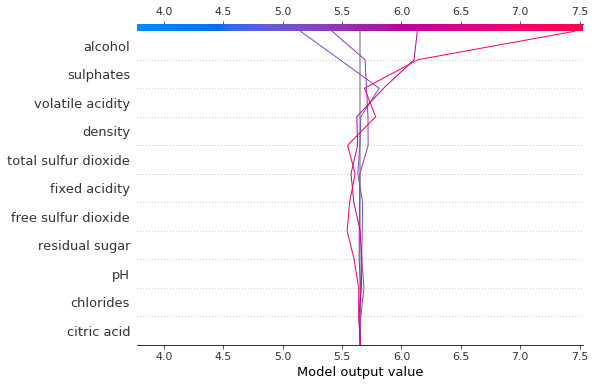 4.0 4.5 5.0 5.5 6.0 6.5 7.0 7.5
alcohol
sulphates
volatile acidity
density
total sulfur dioxide
fixed acidity
free sulfur dioxide
residual sugar
pH
chlorides
citric acid
4.0 4.5 5.0 5.5 6.0 6.5 7.0 7.5
Model output value